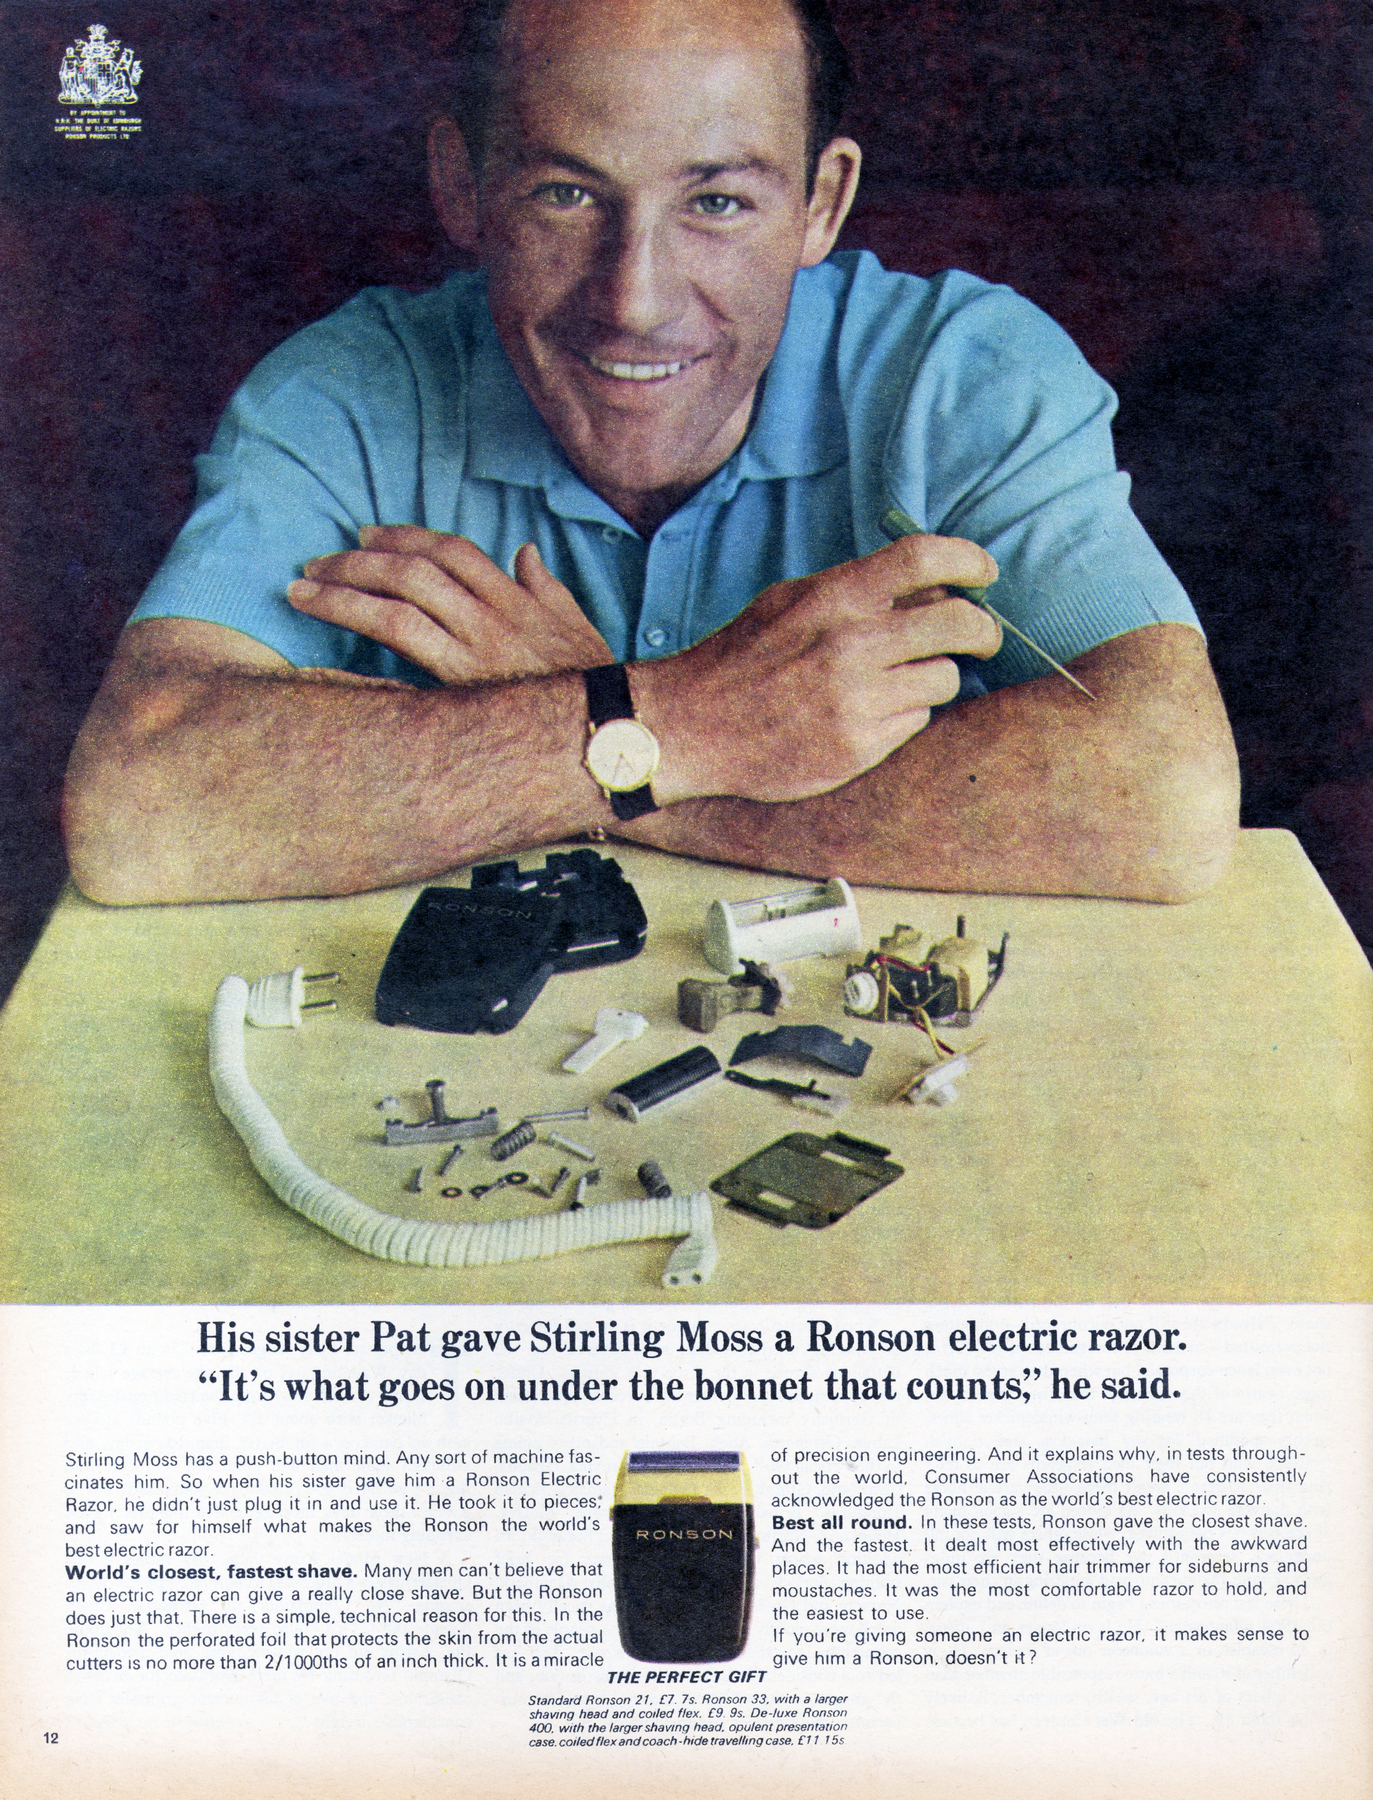 BY APPOINTMENT TO
H.R.H. THE DUKE OF EDINBURGH
SUPPLIERS OF ELECTRIC RAZORS
RONSON PRODUCTS LTD
RONSON
His sister Pat gave Stirling Moss a Ronson electric razor.
“It’s what goes on under the bonnet that counts,” he said.
Stirling Moss has a push-button mind. Any sort of machine fas-
cinates him. So when his sister gave him a Ronson Electric
Razor, he didn't just plug it in and use it. He took it to pieces,
and saw for himself what makes the Ronson the world's
best electric razor.
World's closest, fastest shave. Many men can't believe that
an electric razor can give a really close shave. But the Ronson
does just that. There is a simple, technical reason for this. In the
Ronson the perforated foil that protects the skin from the actual
cutters is no more than 2/1000ths of an inch thick. It is a miracle
RONSON
of precision engineering. And it explains why, in tests through-
out the world, Consumer Associations have consistently
acknowledged the Ronson as the world's best electric razor.
Best all round. In these tests, Ronson gave the closest shave.
And the fastest. It dealt most effectively with the awkward
places. It had the most efficient hair trimmer for sideburns and
moustaches. It was the most comfortable razor to hold, and
the easiest to use.
If you're giving someone an electric razor, it makes sense to
give him a Ronson, doesn't it?
THE PERFECT GIFT
Standard Ronson 21, £7. 7s. Ronson 33, with a larger
shaving head and coiled flex. £9. 9s. De-luxe Ronson
400, with the larger shaving head, opulent presentation
case, coiled flex and coach-hide travelling case, £11 15s
12